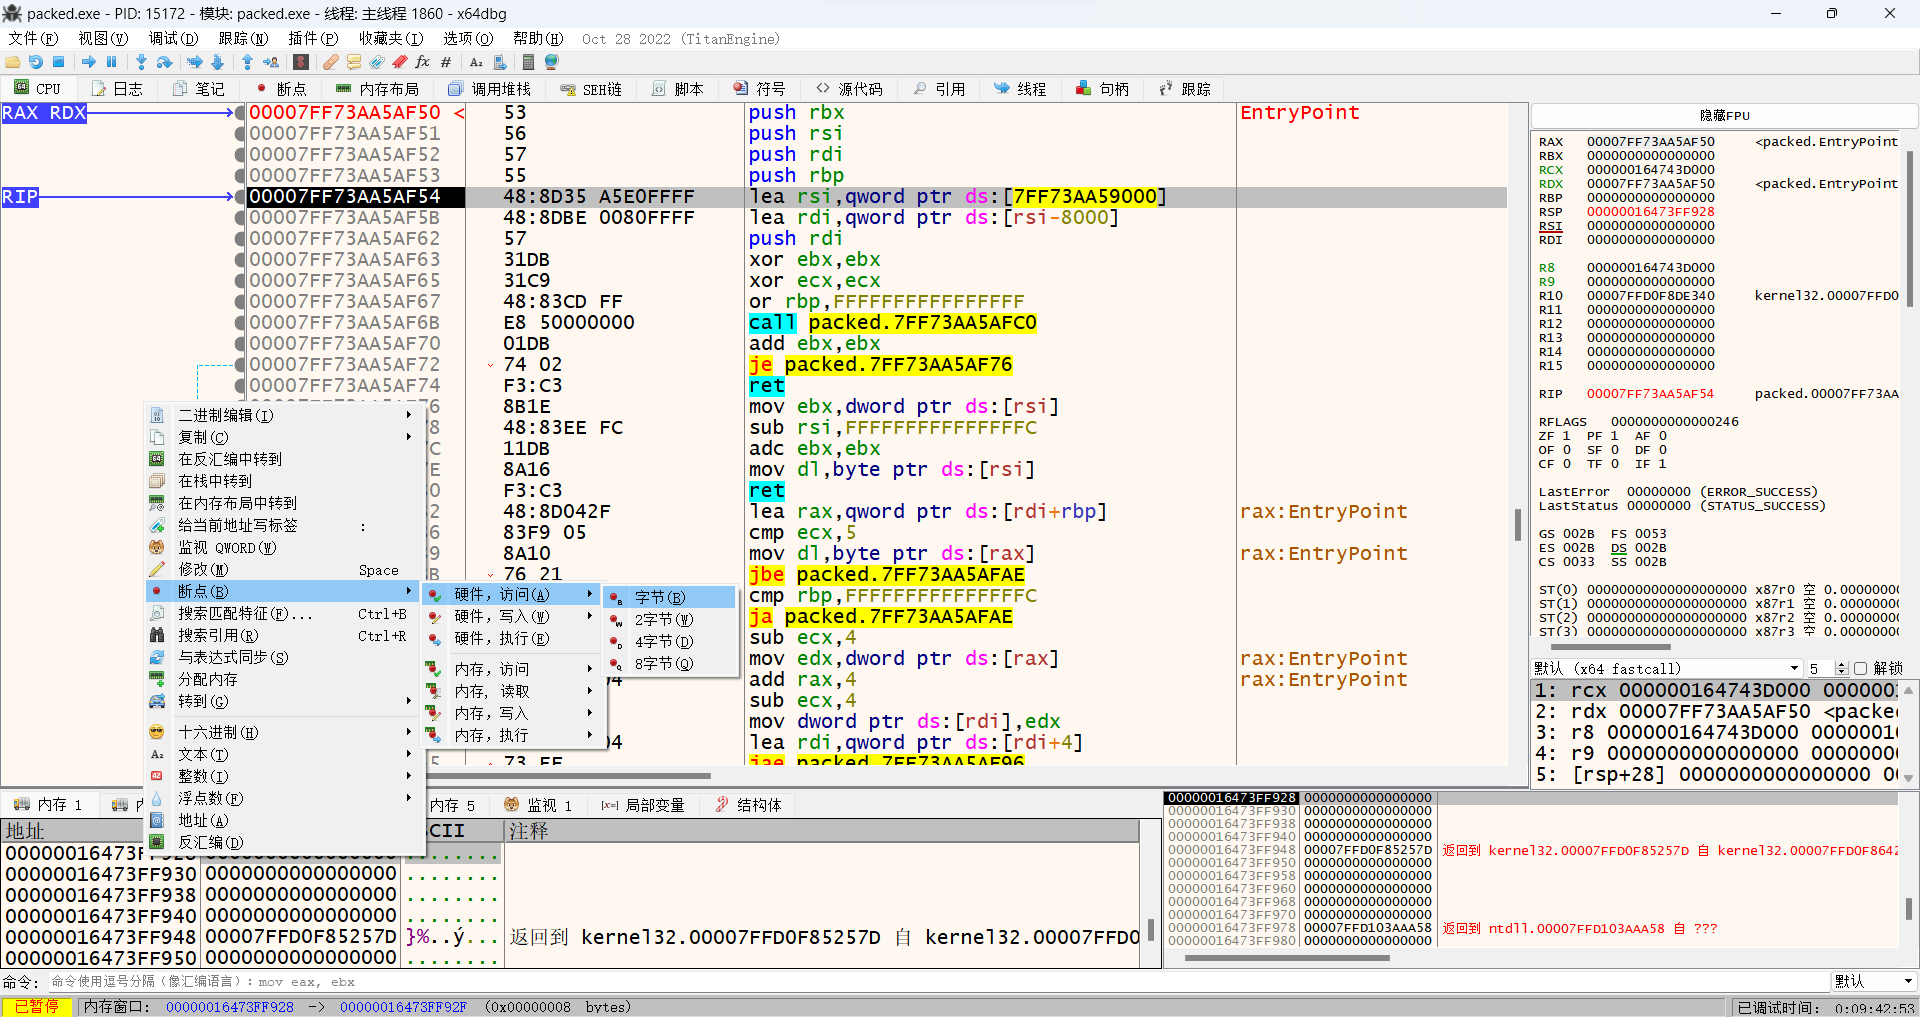 packed.exe - PID: 15172 - 模块: packed.exe - 线程: 主线程 1860 - x64dbg
文件(F) 视图(V) 调试(D) 跟踪(N) 插件(P) 收藏夹(I) 选项(O) 帮助(H) Oct 28 2022 (TitanEngine)
CPU 日志 笔记 断点 内存布局 调用堆栈 SEH链 脚本 符号 源代码 引用 线程 句柄 跟踪
RAX RDX 00007FF73AA5AF50 < 53 push rbx EntryPoint
00007FF73AA5AF51 56 push rsi
00007FF73AA5AF52 57 push rdi
00007FF73AA5AF53 55 push rbp
RIP 00007FF73AA5AF54 48:8D35 A5E0FFFF lea rsi,qword ptr ds:[7FF73AA59000]
00007FF73AA5AF5B 48:8DBE 0080FFFF lea rdi,qword ptr ds:[rsi-8000]
00007FF73AA5AF62 57 push rdi
00007FF73AA5AF63 31DB xor ebx,ebx
00007FF73AA5AF65 31C9 xor ecx,ecx
00007FF73AA5AF67 48:83CD FF or rbp,FFFFFFFFFFFFFFFF
00007FF73AA5AF6B E8 50000000 call packed.7FF73AA5AFC0
00007FF73AA5AF70 01DB add ebx,ebx
00007FF73AA5AF72 74 02 je packed.7FF73AA5AF76
00007FF73AA5AF74 F3:C3 ret
6 8B1E mov ebx,dword ptr ds:[rsi]
8 48:83EE FC sub rsi,FFFFFFFFFFFFFFFC
C 11DB adc ebx,ebx
E 8A16 mov dl,byte ptr ds:[rsi]
0 F3:C3 ret
2 48:8D042F lea rax,qword ptr ds:[rdi+rbp] rax:EntryPoint
6 83F9 05 cmp ecx,5
9 8A10 mov dl,byte ptr ds:[rax] rax:EntryPoint
B 76 21 jbe packed.7FF73AA5AFAE
cmp rbp,FFFFFFFFFFFFFFFC
ja packed.7FF73AA5AFAE
sub ecx,4
mov edx,dword ptr ds:[rax] rax:EntryPoint
04 add rax,4 rax:EntryPoint
sub ecx,4
mov dword ptr ds:[rdi],edx
04 lea rdi,qword ptr ds:[rdi+4]
5 73 EF jae packed.7FF73AA5AF96
二进制编辑(I)
复制(C)
在反汇编中转到
在栈中转到
在内存布局中转到
给当前地址写标签 :
监视 QWORD(W)
修改(M) Space
断点(B)
搜索匹配特征(F)... Ctrl+B
搜索引用(R) Ctrl+R
与表达式同步(S)
分配内存
转到(G)
十六进制(H)
文本(T)
整数(I)
浮点数(F)
地址(A)
反汇编(D)
硬件, 访问(A)
硬件, 写入(W)
硬件, 执行(E)
内存, 访问
内存, 读取
内存, 写入
内存, 执行
字节(B)
2字节(W)
4字节(D)
8字节(Q)
隐藏FPU
RAX 00007FF73AA5AF50 <packed.EntryPoint
RBX 0000000000000000
RCX 000000164743D000
RDX 00007FF73AA5AF50 <packed.EntryPoint
RBP 0000000000000000
RSP 00000016473FF928
RSI 0000000000000000
RDI 0000000000000000
R8 000000164743D000
R9 0000000000000000
R10 00007FFD0F8DE340 kernel32.00007FFD0
R11 0000000000000000
R12 0000000000000000
R13 0000000000000000
R14 0000000000000000
R15 0000000000000000
RIP 00007FF73AA5AF54 packed.00007FF73AA
RFLAGS 0000000000000246
ZF 1 PF 1 AF 0
OF 0 SF 0 DF 0
CF 0 TF 0 IF 1
LastError 00000000 (ERROR_SUCCESS)
LastStatus 00000000 (STATUS_SUCCESS)
GS 002B FS 0053
ES 002B DS 002B
CS 0033 SS 002B
ST(0) 00000000000000000000 x87r0 空 0.000000
ST(1) 00000000000000000000 x87r1 空 0.000000
ST(2) 00000000000000000000 x87r2 空 0.000000
ST(3) 00000000000000000000 x87r3 空 0.000000
默认 (x64 fastcall) 5 解锁
1: rcx 000000164743D000 0000001
2: rdx 00007FF73AA5AF50 <packe
3: r8 000000164743D000 0000001
4: r9 0000000000000000 000000
5: [rsp+28] 0000000000000000 0
内存 1 内 内存 5 监视 1 局部变量 结构体
地址 CII 注释
00000016473FF928 0000000000000000 ........
00000016473FF930 0000000000000000 ........
00000016473FF938 0000000000000000 ........
00000016473FF940 0000000000000000 ........
00000016473FF948 00007FFD0F85257D }%..ý... 返回到 kernel32.00007FFD0F85257D 自 kernel32.00007FFD0
00000016473FF950 0000000000000000 ........
00000016473FF928 0000000000000000
00000016473FF930 0000000000000000
00000016473FF938 0000000000000000
00000016473FF940 0000000000000000
00000016473FF948 00007FFD0F85257D 返回到 kernel32.00007FFD0F85257D 自 kernel32.00007FFD0F8642
00000016473FF950 0000000000000000
00000016473FF958 0000000000000000
00000016473FF960 0000000000000000
00000016473FF968 0000000000000000
00000016473FF970 0000000000000000
00000016473FF978 00007FFD103AAA58 返回到 ntdll.00007FFD103AAA58 自 ???
00000016473FF980 0000000000000000
命令: 命令使用逗号分隔（像汇编语言）: mov eax, ebx 默认
已暂停 内存窗口: 00000016473FF928 -> 00000016473FF92F (0x00000008 bytes) 已调试时间: 0:09:42:53